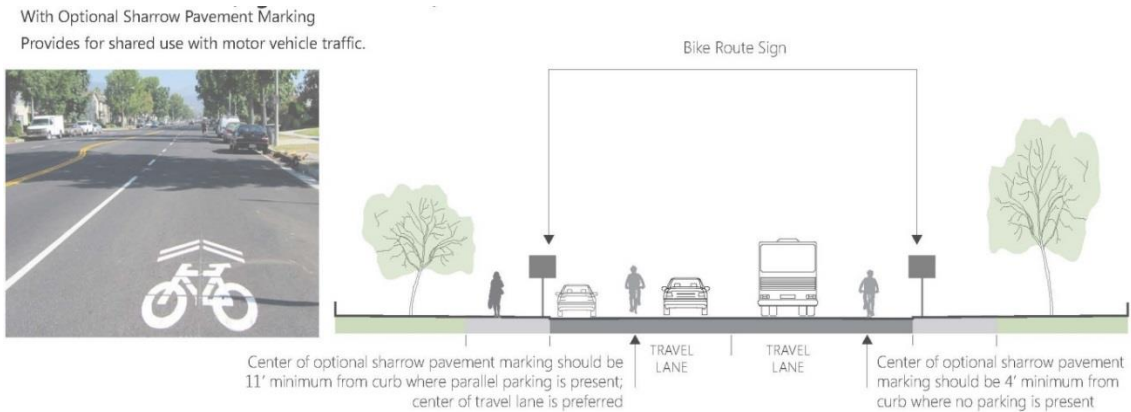 With Optional Sharrow Pavement Marking
Provides for shared use with motor vehicle traffic.
Bike Route Sign
TRAVEL
LANE
TRAVEL
LANE
Center of optional sharrow pavement marking should be
11' minimum from curb where parallel parking is present;
center of travel lane is preferred
Center of optional sharrow pavement
marking should be 4' minimum from
curb where no parking is present